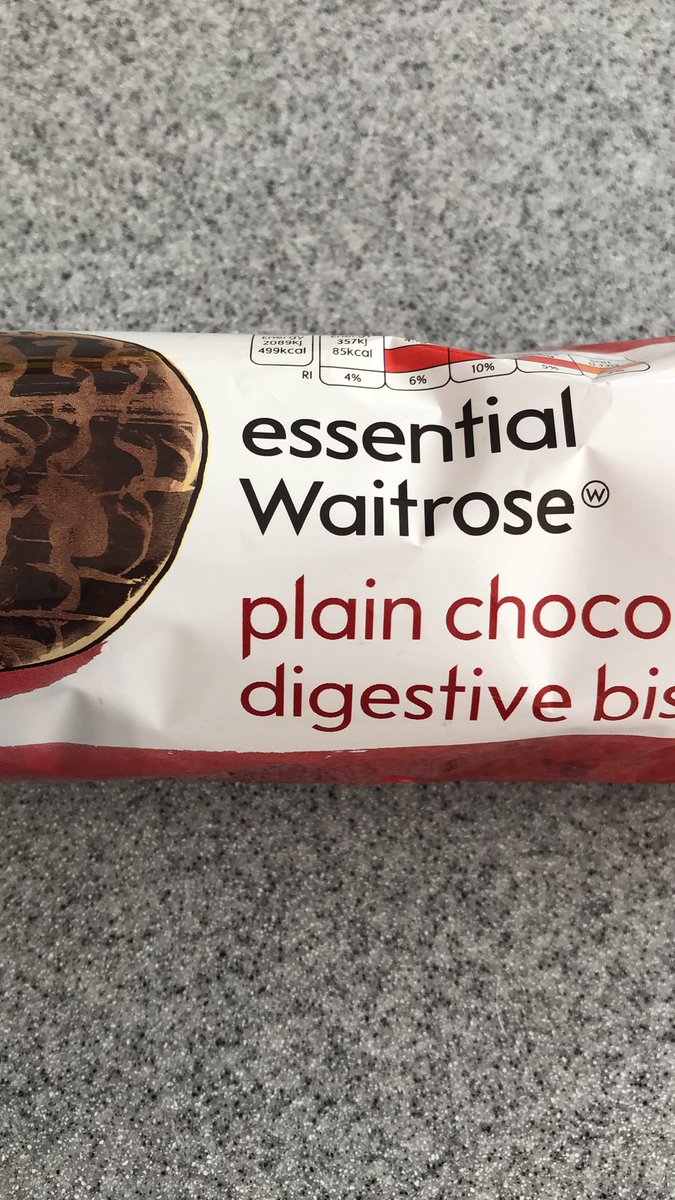 Energy
2089kJ 357kJ
499kcal 85kcal
RI 4% 6% 10% 5%
essential
Waitrose
plain choco
digestive bis